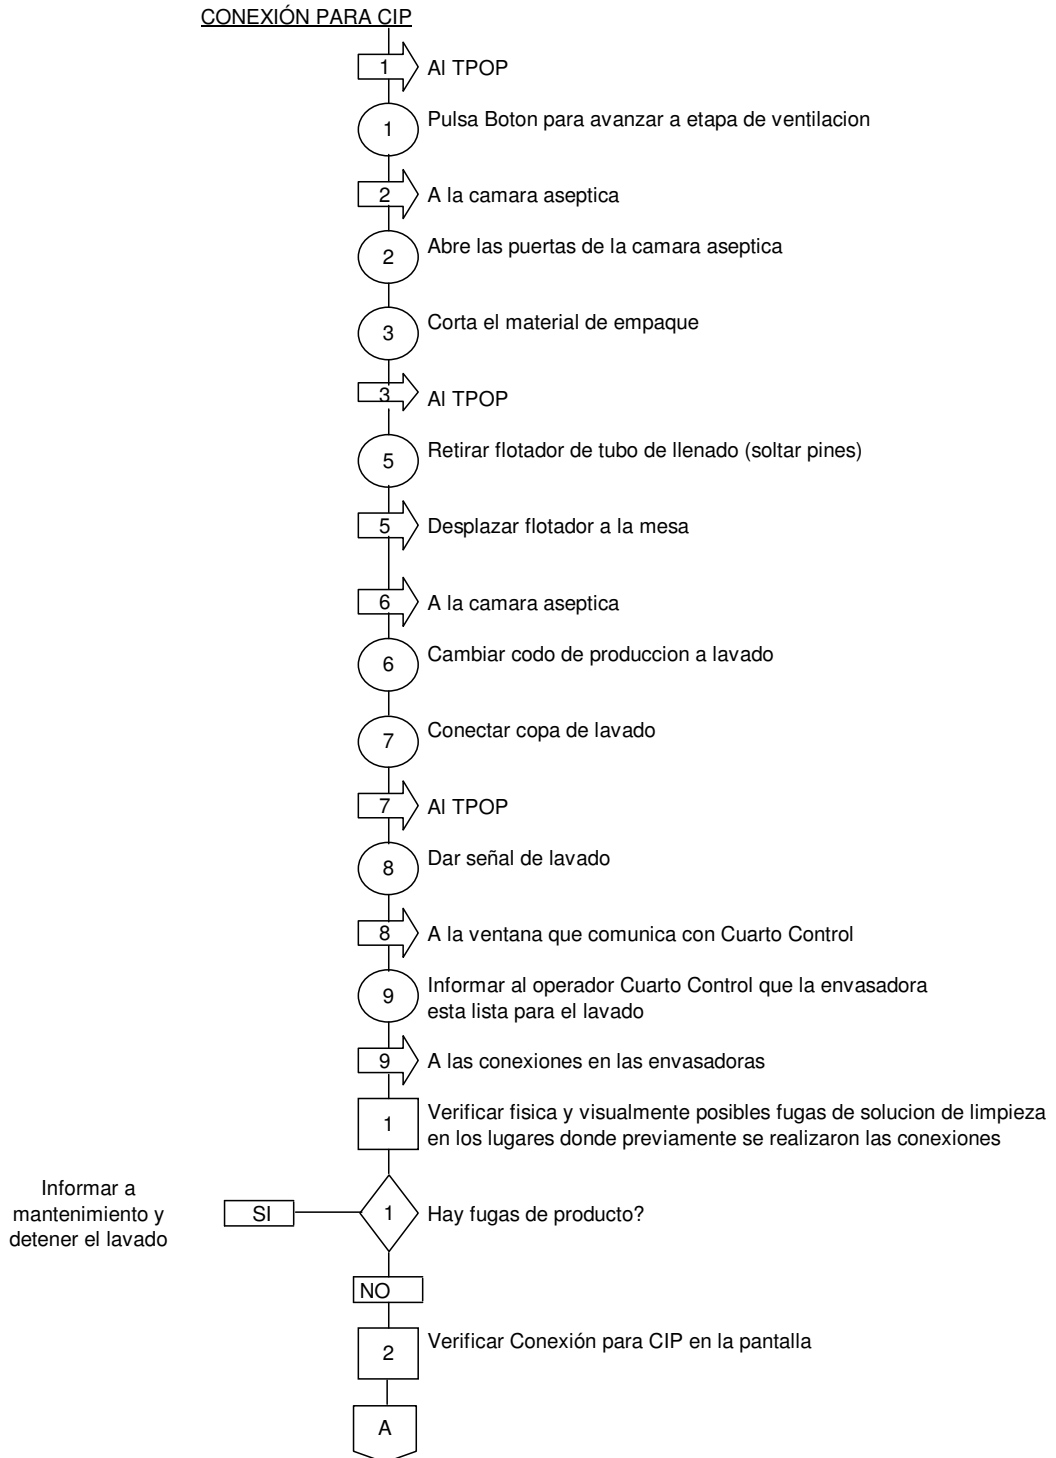 CONEXIÓN PARA CIP
1 Al TPOP
1 Pulsa Boton para avanzar a etapa de ventilacion
2 A la camara aseptica
2 Abre las puertas de la camara aseptica
3 Corta el material de empaque
3 Al TPOP
5 Retirar flotador de tubo de llenado (soltar pines)
5 Desplazar flotador a la mesa
6 A la camara aseptica
6 Cambiar codo de produccion a lavado
7 Conectar copa de lavado
7 Al TPOP
8 Dar señal de lavado
8 A la ventana que comunica con Cuarto Control
9 Informar al operador Cuarto Control que la envasadora
esta lista para el lavado
9 A las conexiones en las envasadoras
1 Verificar fisica y visualmente posibles fugas de solucion de limpieza
en los lugares donde previamente se realizaron las conexiones
Informar a
mantenimiento y
detener el lavado
SI
1 Hay fugas de producto?
NO
2 Verificar Conexión para CIP en la pantalla
A